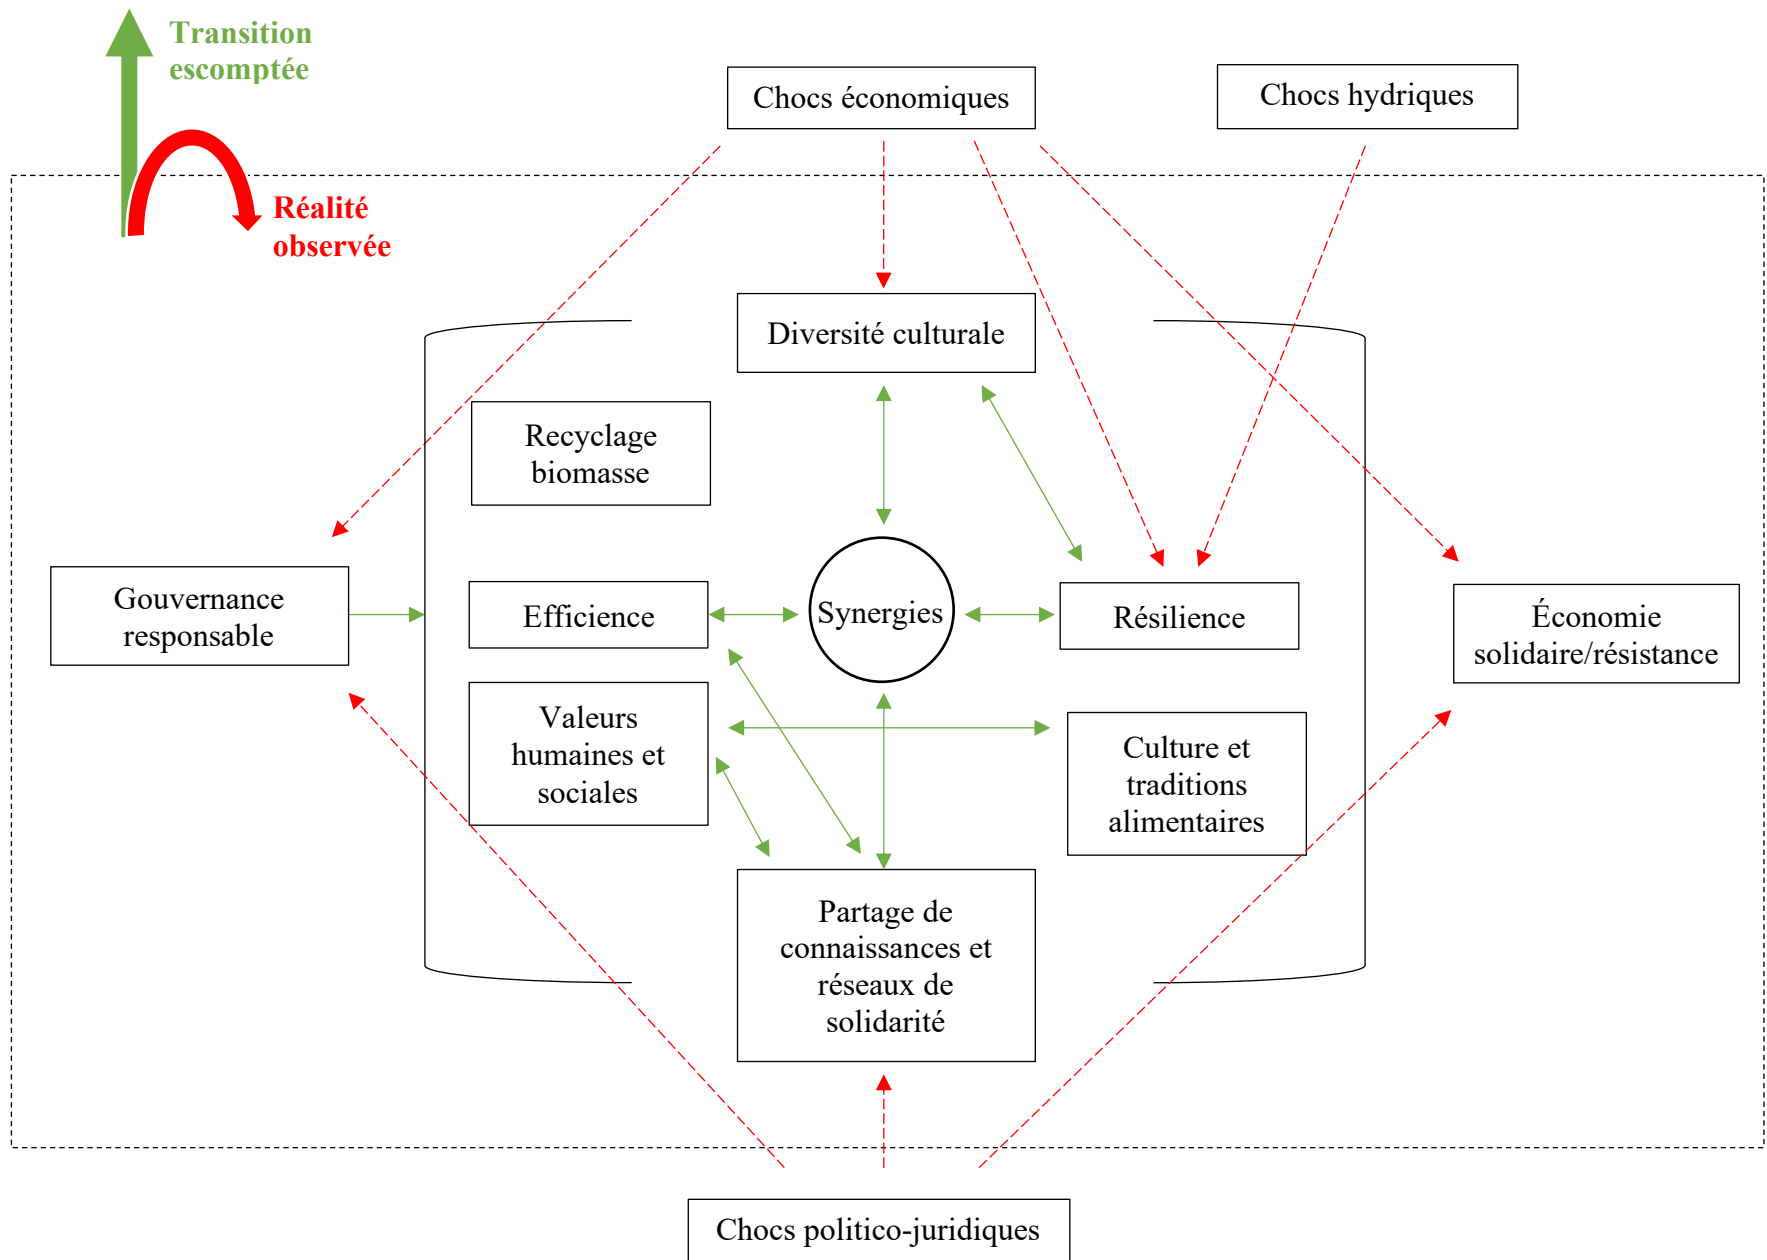 Transition
escomptée
Chocs économiques
Chocs hydriques
Réalité
observée
Diversité culturale
Recyclage
biomasse
Gouvernance
responsable
Efficience
Synergies
Résilience
Économie
solidaire/résistance
Valeurs
humaines et
sociales
Culture et
traditions
alimentaires
Partage de
connaissances et
réseaux de
solidarité
Chocs politico-juridiques